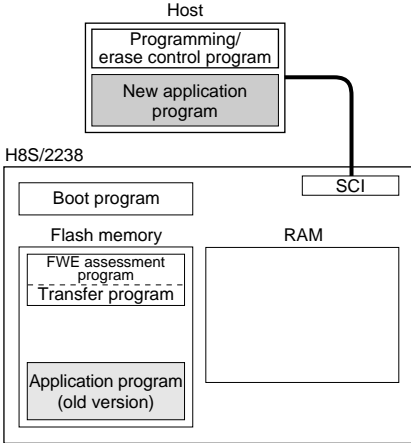 Host
Programming/
erase control program
New application
program
H8S/2238
SCI
Boot program
Flash memory
RAM
FWE assessment
program
Transfer program
Application program
(old version)